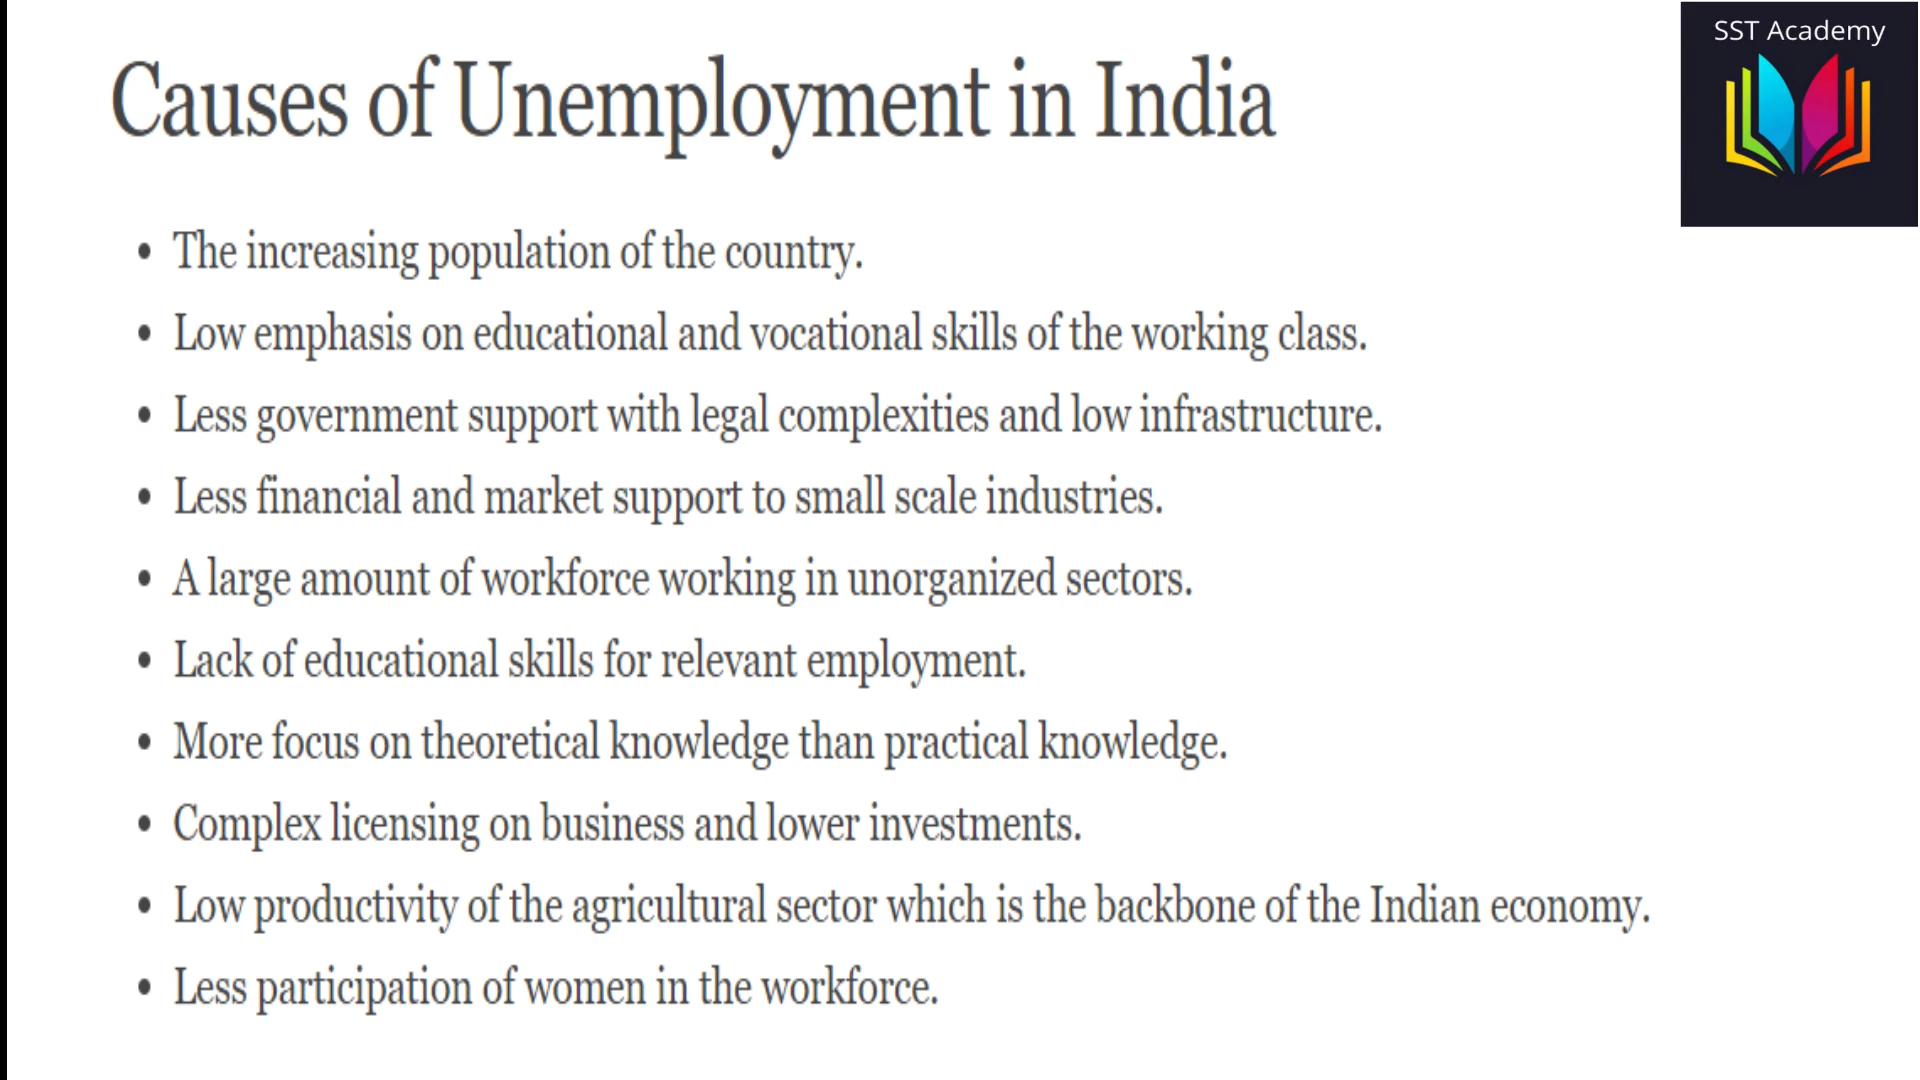 SST Academy
Causes of Unemployment in India
• The increasing population of the country.
• Low emphasis on educational and vocational skills of the working class.
• Less government support with legal complexities and low infrastructure.
• Less financial and market support to small scale industries.
• A large amount of workforce working in unorganized sectors.
• Lack of educational skills for relevant employment.
• More focus on theoretical knowledge than practical knowledge.
• Complex licensing on business and lower investments.
• Low productivity of the agricultural sector which is the backbone of the Indian economy.
• Less participation of women in the workforce.